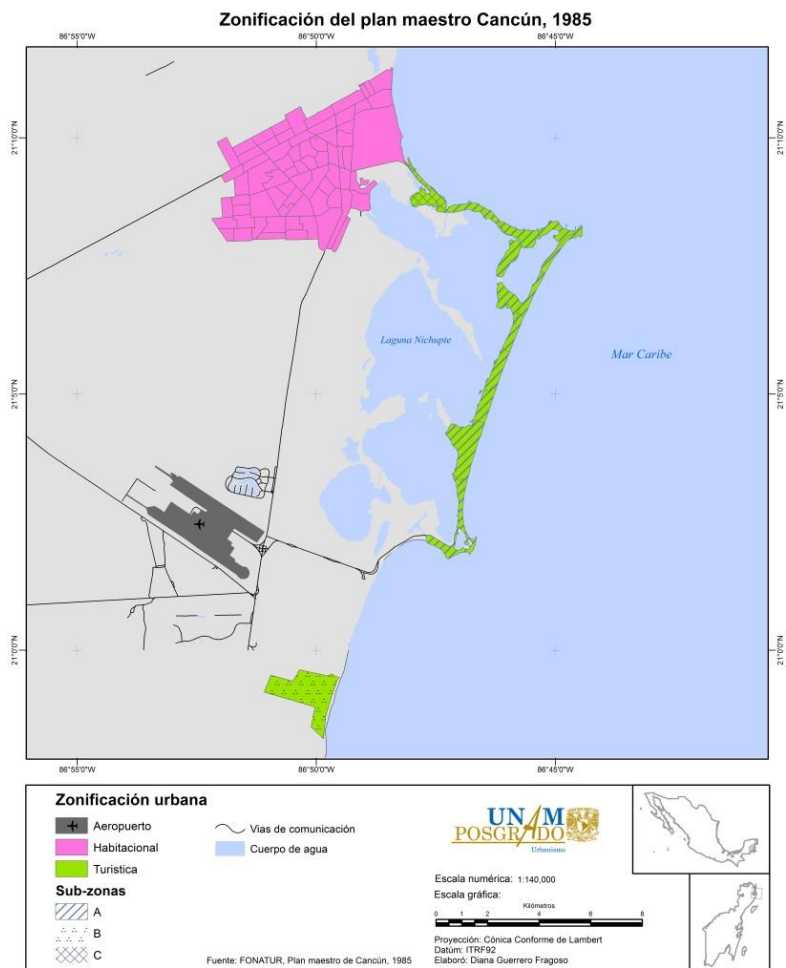 Zonificación del plan maestro Cancún, 1985
86°55'0"W 86°50'0"W 86°45'0"W
21°10'0"N 21°10'0"N
Laguna Nichupte
Mar Caribe
21°5'0"N 21°5'0"N
21°0'0"N 21°0'0"N
86°55'0"W 86°50'0"W 86°45'0"W
Zonificación urbana
Aeropuerto
Habitacional
Turistica
Vias de comunicación
Cuerpo de agua
Sub-zonas
A
B
C
Fuente: FONATUR, Plan maestro de Cancún, 1985
UNAM
POSGRADO
Urbanismo
Escala numérica: 1:140,000
Escala gráfica:
Kilómetros
0 1 2 4 6 8
Proyección: Cónica Conforme de Lambert
Datúm: ITRF92
Elaboró: Diana Guerrero Fragoso